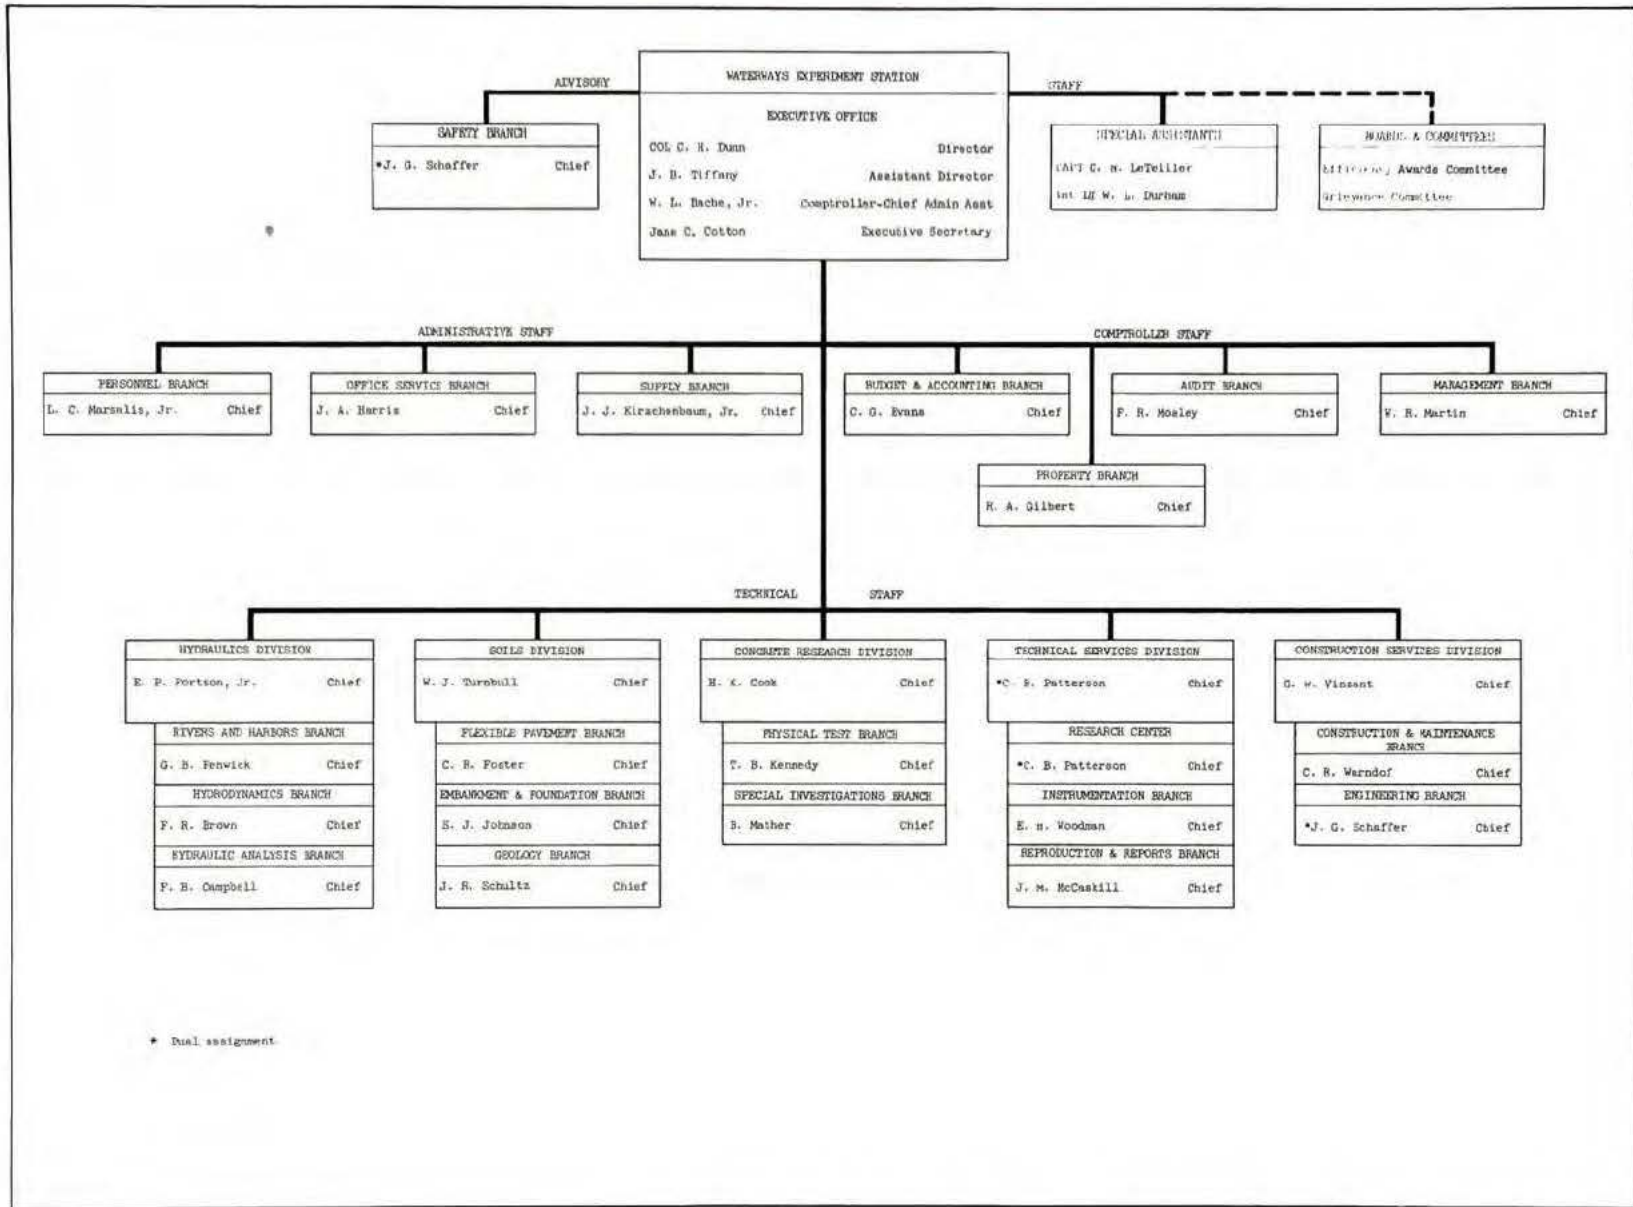 ADVISORY
WATERWAYS EXPERIMENT STATION
STAFF
EXECUTIVE OFFICE
COL C. H. Dunn Director
J. B. Tiffany Assistant Director
W. L. Bache, Jr. Comptroller-Chief Admin Asst
Jane C. Cotton Executive Secretary
SAFETY BRANCH
*J. G. Schaffer Chief
SPECIAL ASSISTANTS
CAPT C. N. LeTellier
1st LT W. L. Durham
BOARDS & COMMITTEES
Efficiency Awards Committee
Grievance Committee
ADMINISTRATIVE STAFF
COMPTROLLER STAFF
PERSONNEL BRANCH
L. C. Marsalis, Jr. Chief
OFFICE SERVICE BRANCH
J. A. Harris Chief
SUPPLY BRANCH
J. J. Kirschenbaum, Jr. Chief
BUDGET & ACCOUNTING BRANCH
C. G. Evans Chief
AUDIT BRANCH
F. R. Mosley Chief
MANAGEMENT BRANCH
W. R. Martin Chief
PROPERTY BRANCH
R. A. Gilbert Chief
TECHNICAL STAFF
HYDRAULICS DIVISION
E. P. Fortson, Jr. Chief
RIVERS AND HARBORS BRANCH
G. B. Fenwick Chief
HYDRODYNAMICS BRANCH
F. R. Brown Chief
HYDRAULIC ANALYSIS BRANCH
F. B. Campbell Chief
SOILS DIVISION
W. J. Turnbull Chief
FLEXIBLE PAVEMENT BRANCH
C. R. Foster Chief
EMBANKMENT & FOUNDATION BRANCH
S. J. Johnson Chief
GEOLOGY BRANCH
J. R. Schultz Chief
CONCRETE RESEARCH DIVISION
H. K. Cook Chief
PHYSICAL TEST BRANCH
T. B. Kennedy Chief
SPECIAL INVESTIGATIONS BRANCH
B. Mather Chief
TECHNICAL SERVICES DIVISION
*C. B. Patterson Chief
RESEARCH CENTER
*C. B. Patterson Chief
INSTRUMENTATION BRANCH
E. H. Woodman Chief
REPRODUCTION & REPORTS BRANCH
J. M. McCaskill Chief
CONSTRUCTION SERVICES DIVISION
G. W. Vinzant Chief
CONSTRUCTION & MAINTENANCE
BRANCH
C. R. Warndof Chief
ENGINEERING BRANCH
*J. G. Schaffer Chief
* Dual assignment